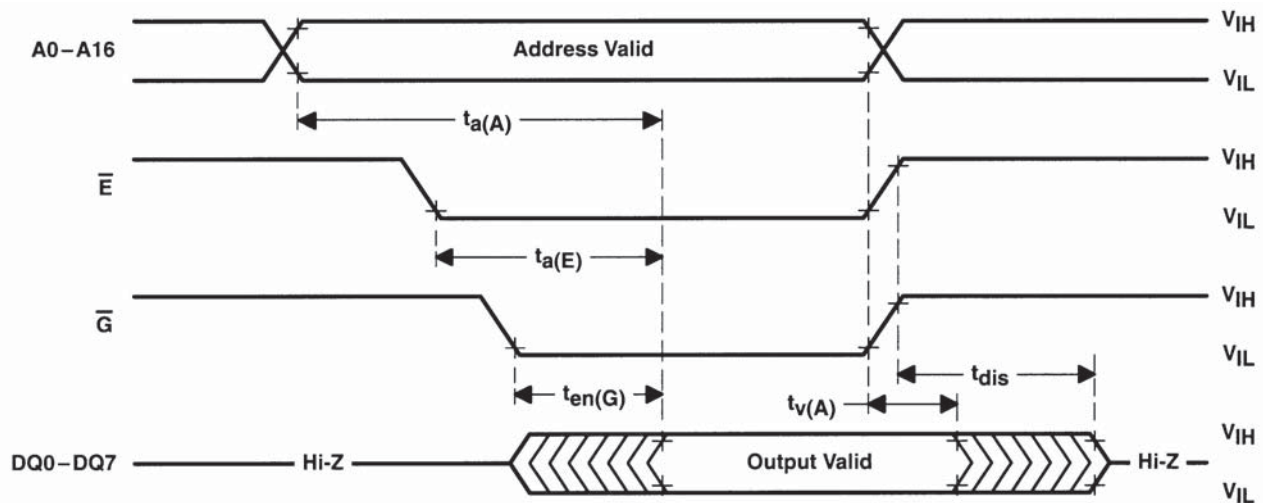 A0–A16
Address Valid
VIH
VIL
ta(A)
E
VIH
VIL
ta(E)
G
VIH
VIL
ten(G)
tdis
tv(A)
DQ0–DQ7
Hi-Z
Output Valid
Hi-Z
VIH
VIL